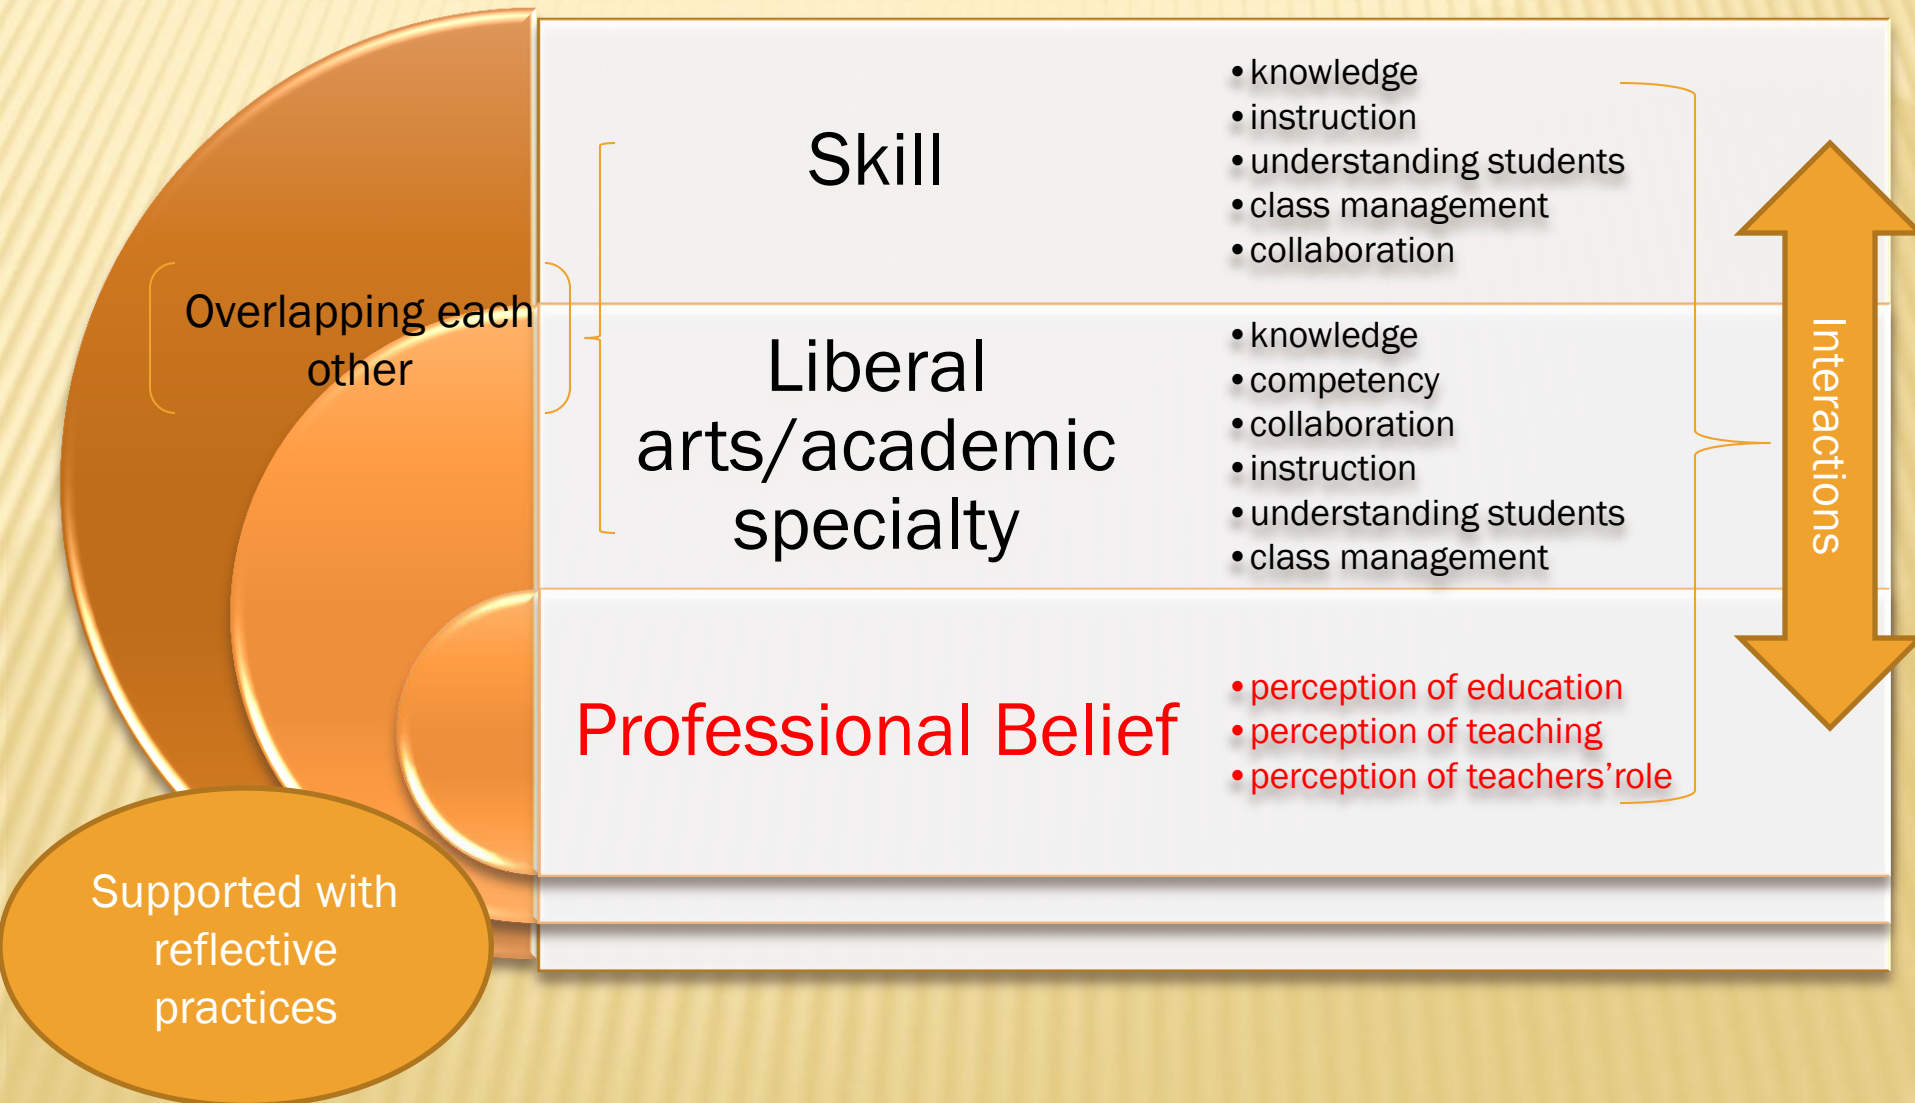 Skill
• knowledge
• instruction
• understanding students
• class management
• collaboration
Overlapping each
other
Liberal
arts/academic
specialty
• knowledge
• competency
• collaboration
• instruction
• understanding students
• class management
Professional Belief
• perception of education
• perception of teaching
• perception of teachers’role
Interactions
Supported with
reflective
practices